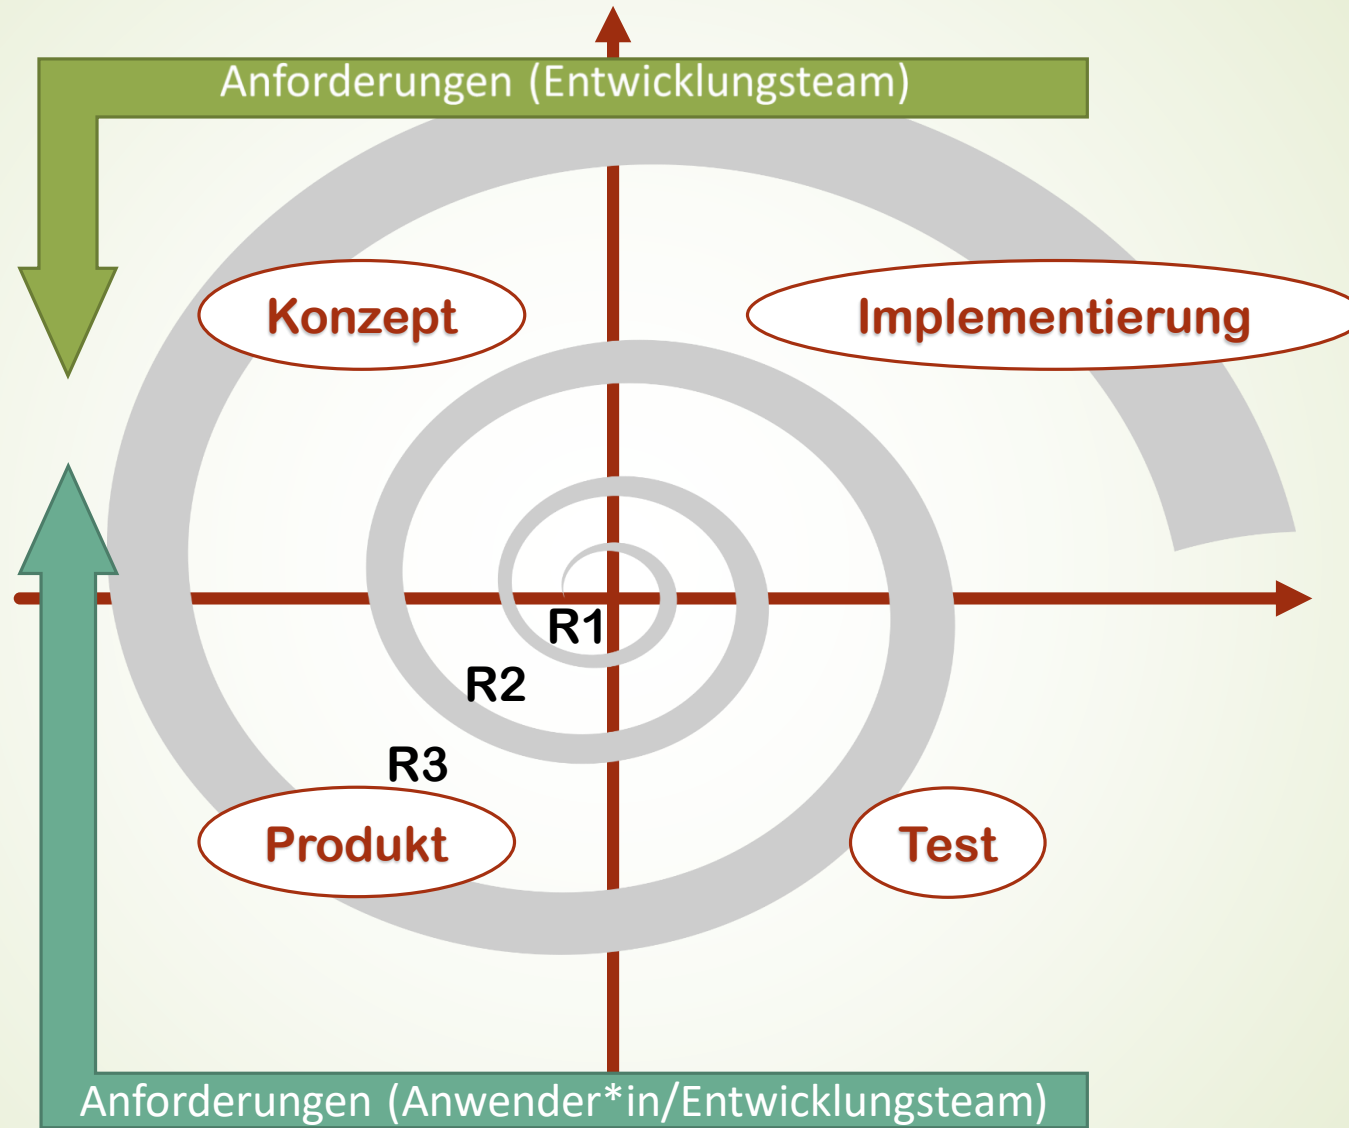 Anforderungen (Entwicklungsteam)
Konzept
Implementierung
R1
R2
R3
Produkt
Test
Anforderungen (Anwender*in/Entwicklungsteam)